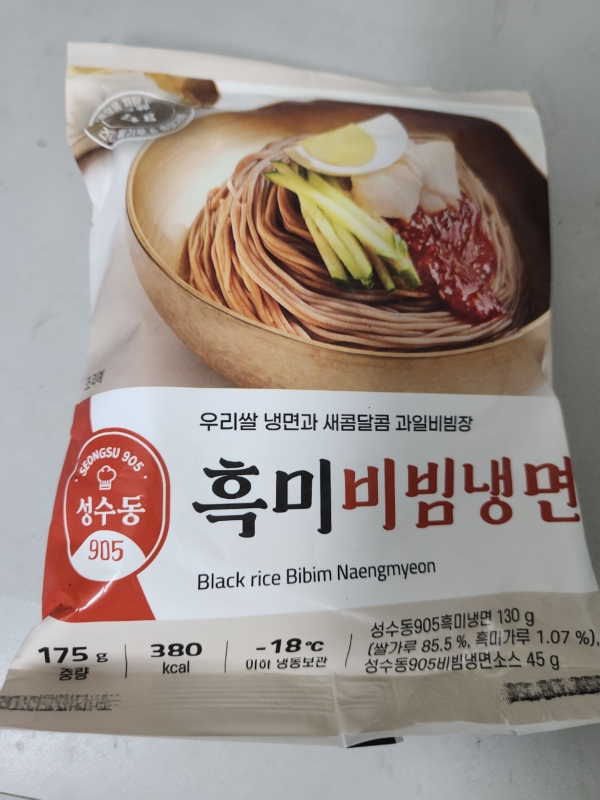 우리쌀 냉면과 새콤달콤 과일비빔장
SEONGSU 905
성수동
905
흑미비빔냉면
Black rice Bibim Naengmyeon
175 g
중량
380
kcal
-18℃
이하 냉동보관
성수동905흑미냉면 130 g
(쌀가루 85.5 %, 흑미가루 1.07 %),
성수동905비빔냉면소스 45 g